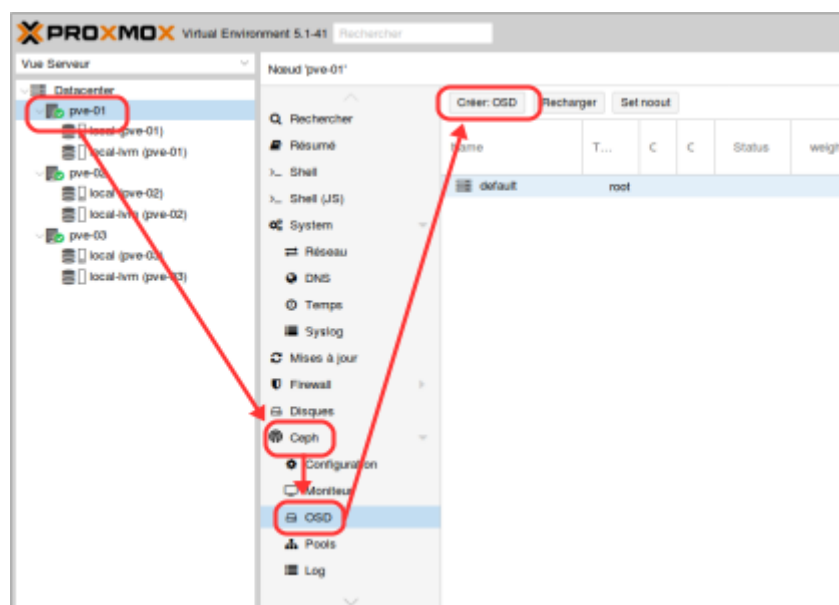 PROXMOX Virtual Environment 5.1-41 Rechercher
Vue Serveur
Datacenter
pve-01
local (pve-01)
local-lvm (pve-01)
pve-02
local (pve-02)
local-lvm (pve-02)
pve-03
local (pve-03)
local-lvm (pve-03)
Nœud 'pve-01'
Rechercher
Résumé
Shell
Shell (JS)
System
Réseau
DNS
Temps
Syslog
Mises à jour
Firewall
Disques
Ceph
Configuration
Moniteur
OSD
Pools
Log
Créer: OSD Recharger Set noout
Name T... C C Status weigh
default root